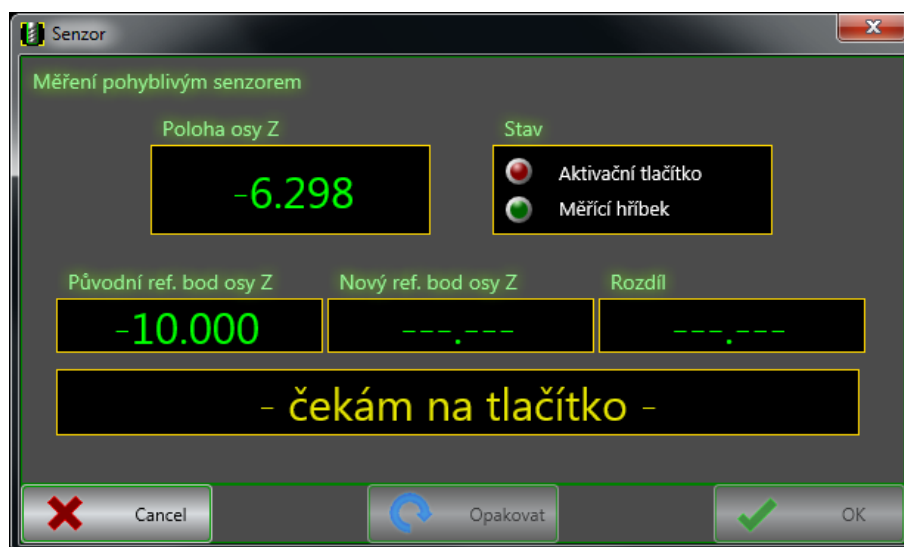 Senzor
Měření pohyblivým senzorem
Poloha osy Z
Stav
-6.298
Aktivační tlačítko
Měřící hříbek
Původní ref. bod osy Z
Nový ref. bod osy Z
Rozdíl
-10.000
---.---
---.---
- čekám na tlačítko -
Cancel
Opakovat
OK